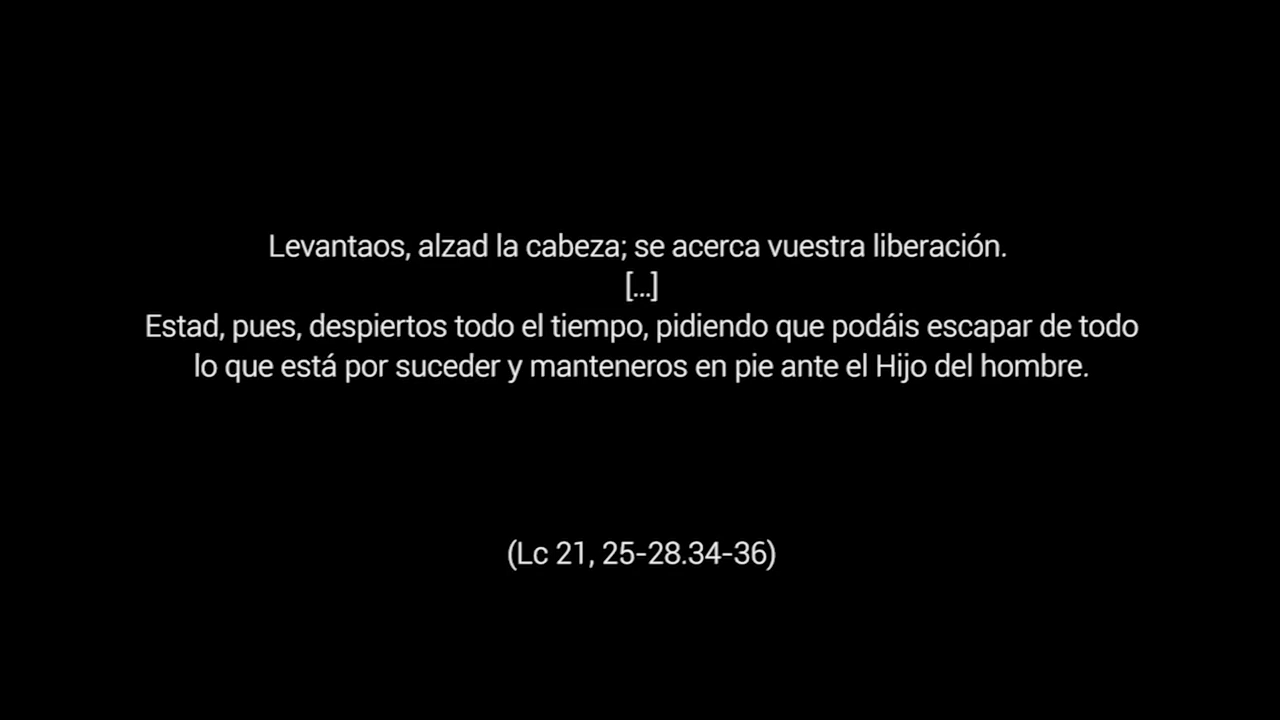 Levantaos, alzad la cabeza; se acerca vuestra liberación.
[...]
Estad, pues, despiertos todo el tiempo, pidiendo que podáis escapar de todo
lo que está por suceder y manteneros en pie ante el Hijo del hombre.
(Lc 21, 25-28.34-36)